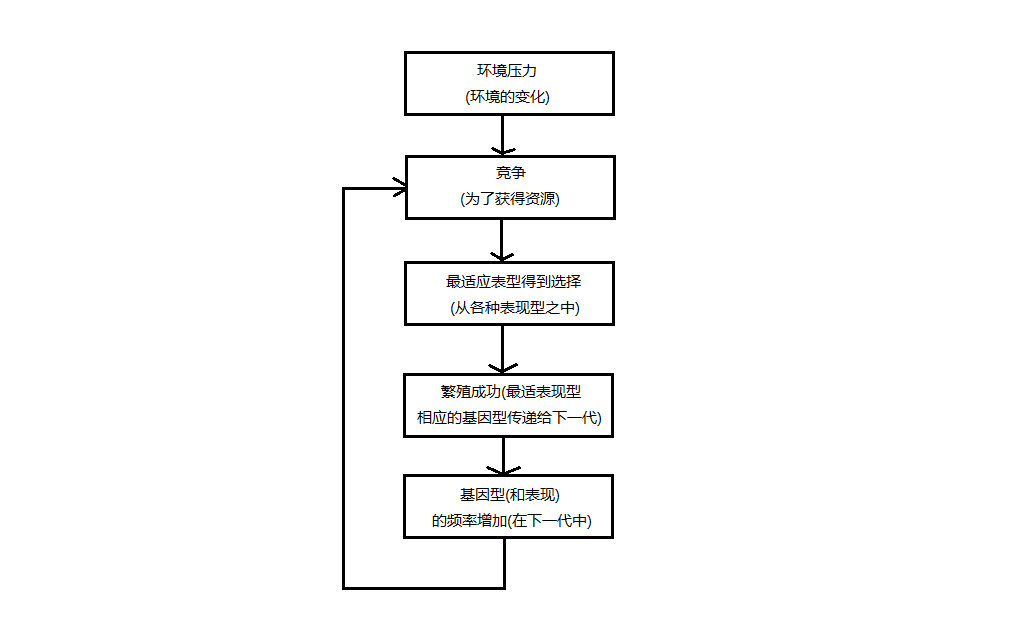 环境压力
(环境的变化)
竞争
(为了获得资源)
最适应表型得到选择
(从各种表现型之中)
繁殖成功(最适表现型
相应的基因型传递给下一代)
基因型(和表现)
的频率增加(在下一代中)